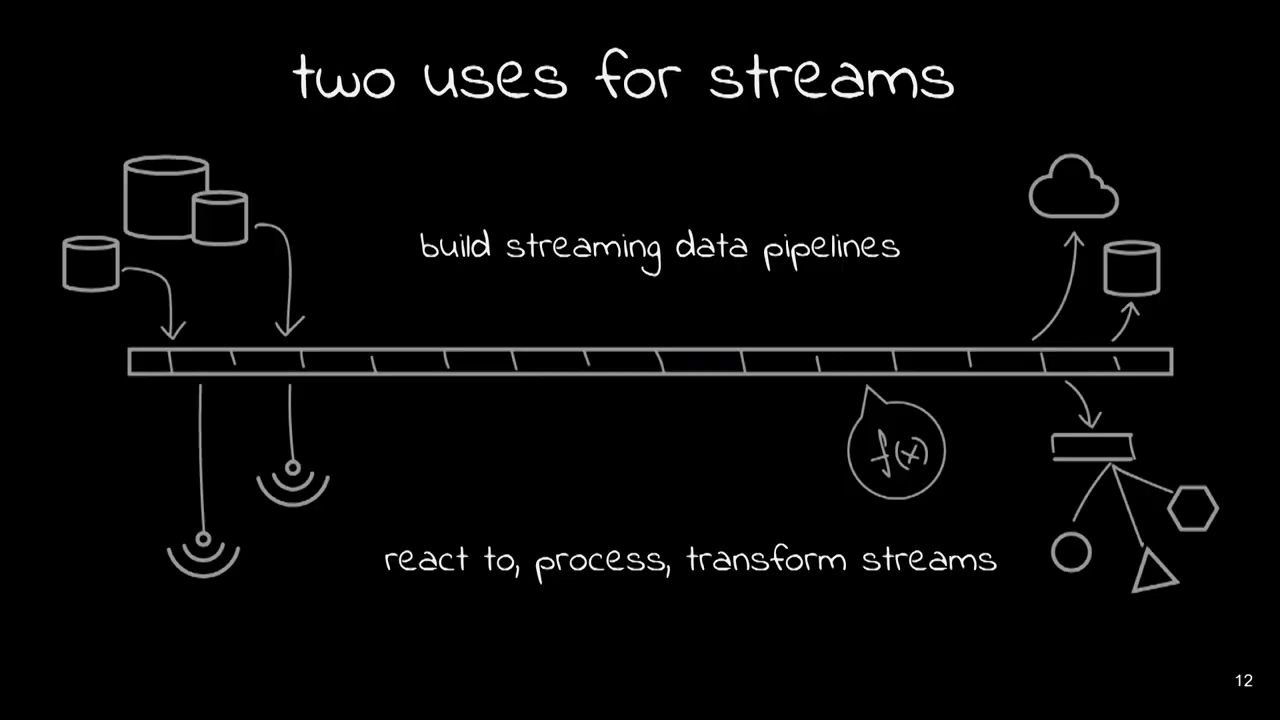 two uses for streams
build streaming data pipelines
f(x)
react to, process, transform streams
12